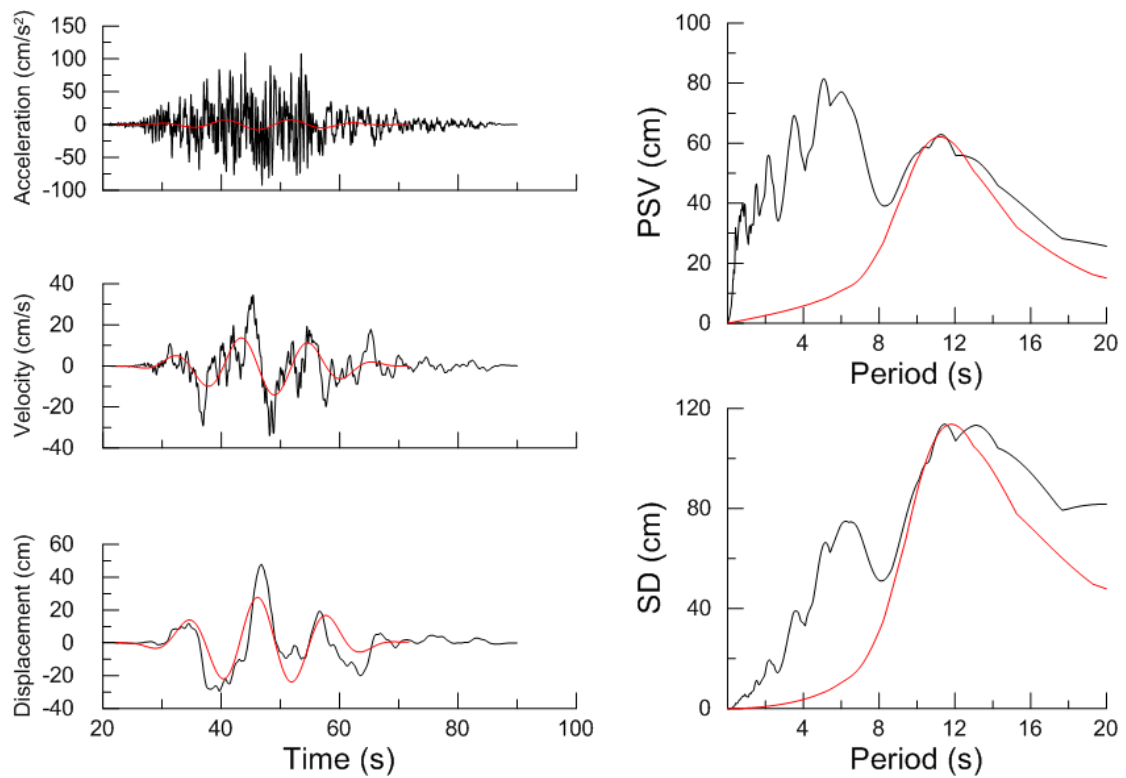 Acceleration (cm/s²)
150
100
50
0
-50
-100
Velocity (cm/s)
40
20
0
-20
-40
Displacement (cm)
60
40
20
0
-20
-40
20 40 60 80 100
Time (s)
PSV (cm)
100
80
60
40
20
0
4 8 12 16 20
Period (s)
SD (cm)
120
80
40
0
4 8 12 16 20
Period (s)